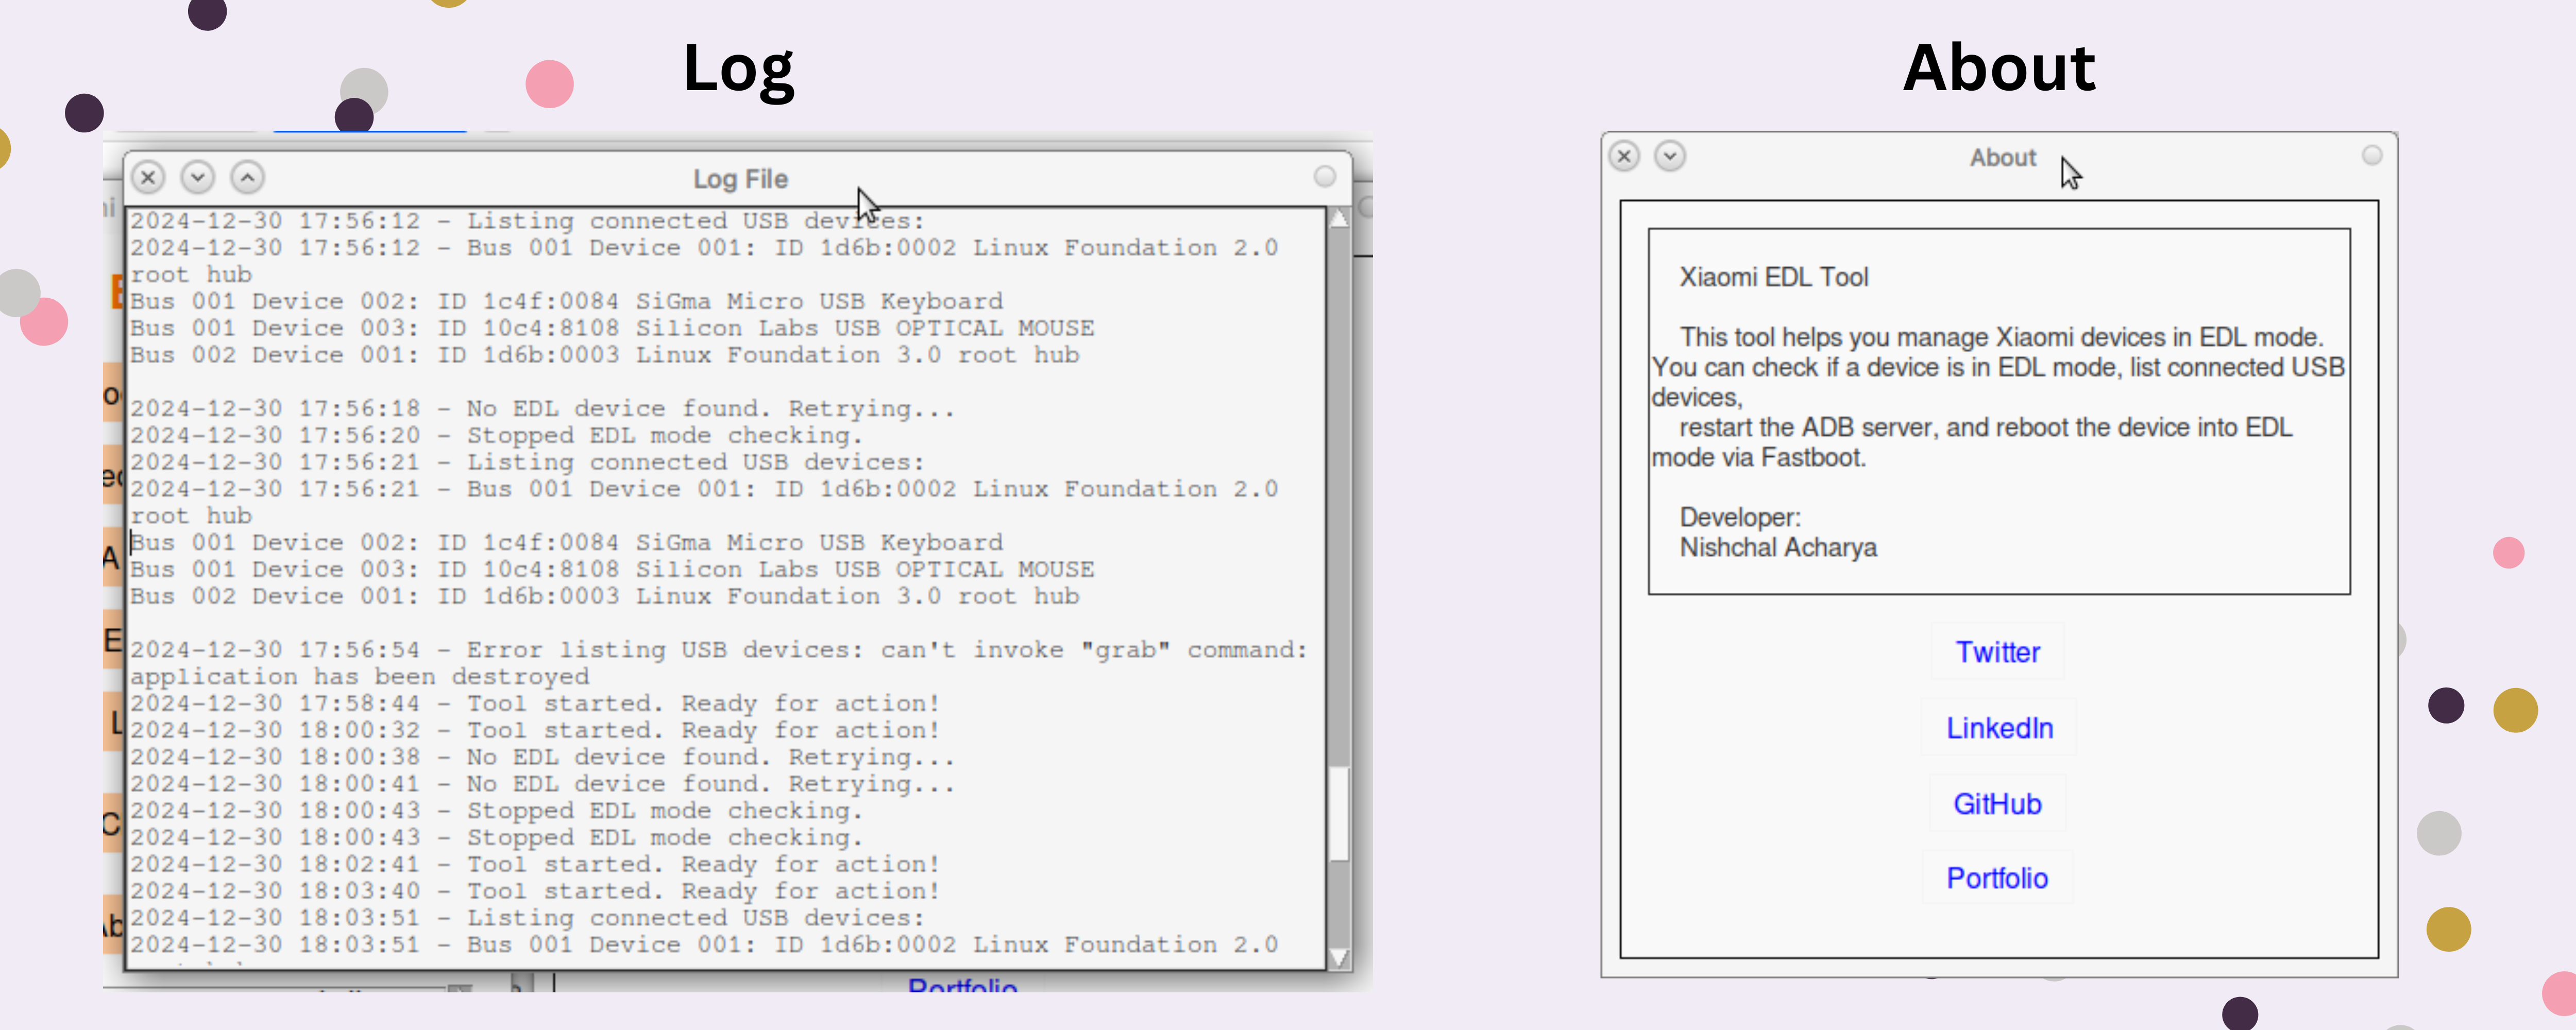 Log
Log File
2024-12-30 17:56:12 - Listing connected USB devices:
2024-12-30 17:56:12 - Bus 001 Device 001: ID 1d6b:0002 Linux Foundation 2.0
root hub
Bus 001 Device 002: ID 1c4f:0084 SiGma Micro USB Keyboard
Bus 001 Device 003: ID 10c4:8108 Silicon Labs USB OPTICAL MOUSE
Bus 002 Device 001: ID 1d6b:0003 Linux Foundation 3.0 root hub
2024-12-30 17:56:18 - No EDL device found. Retrying...
2024-12-30 17:56:20 - Stopped EDL mode checking.
2024-12-30 17:56:21 - Listing connected USB devices:
2024-12-30 17:56:21 - Bus 001 Device 001: ID 1d6b:0002 Linux Foundation 2.0
root hub
Bus 001 Device 002: ID 1c4f:0084 SiGma Micro USB Keyboard
Bus 001 Device 003: ID 10c4:8108 Silicon Labs USB OPTICAL MOUSE
Bus 002 Device 001: ID 1d6b:0003 Linux Foundation 3.0 root hub
2024-12-30 17:56:54 - Error listing USB devices: can't invoke "grab" command:
application has been destroyed
2024-12-30 17:58:44 - Tool started. Ready for action!
2024-12-30 18:00:32 - Tool started. Ready for action!
2024-12-30 18:00:38 - No EDL device found. Retrying...
2024-12-30 18:00:41 - No EDL device found. Retrying...
2024-12-30 18:00:43 - Stopped EDL mode checking.
2024-12-30 18:00:43 - Stopped EDL mode checking.
2024-12-30 18:02:41 - Tool started. Ready for action!
2024-12-30 18:03:40 - Tool started. Ready for action!
2024-12-30 18:03:51 - Listing connected USB devices:
2024-12-30 18:03:51 - Bus 001 Device 001: ID 1d6b:0002 Linux Foundation 2.0
Portfolio
About
About
Xiaomi EDL Tool
This tool helps you manage Xiaomi devices in EDL mode.
You can check if a device is in EDL mode, list connected USB
devices,
restart the ADB server, and reboot the device into EDL
mode via Fastboot.
Developer:
Nishchal Acharya
Twitter
LinkedIn
GitHub
Portfolio